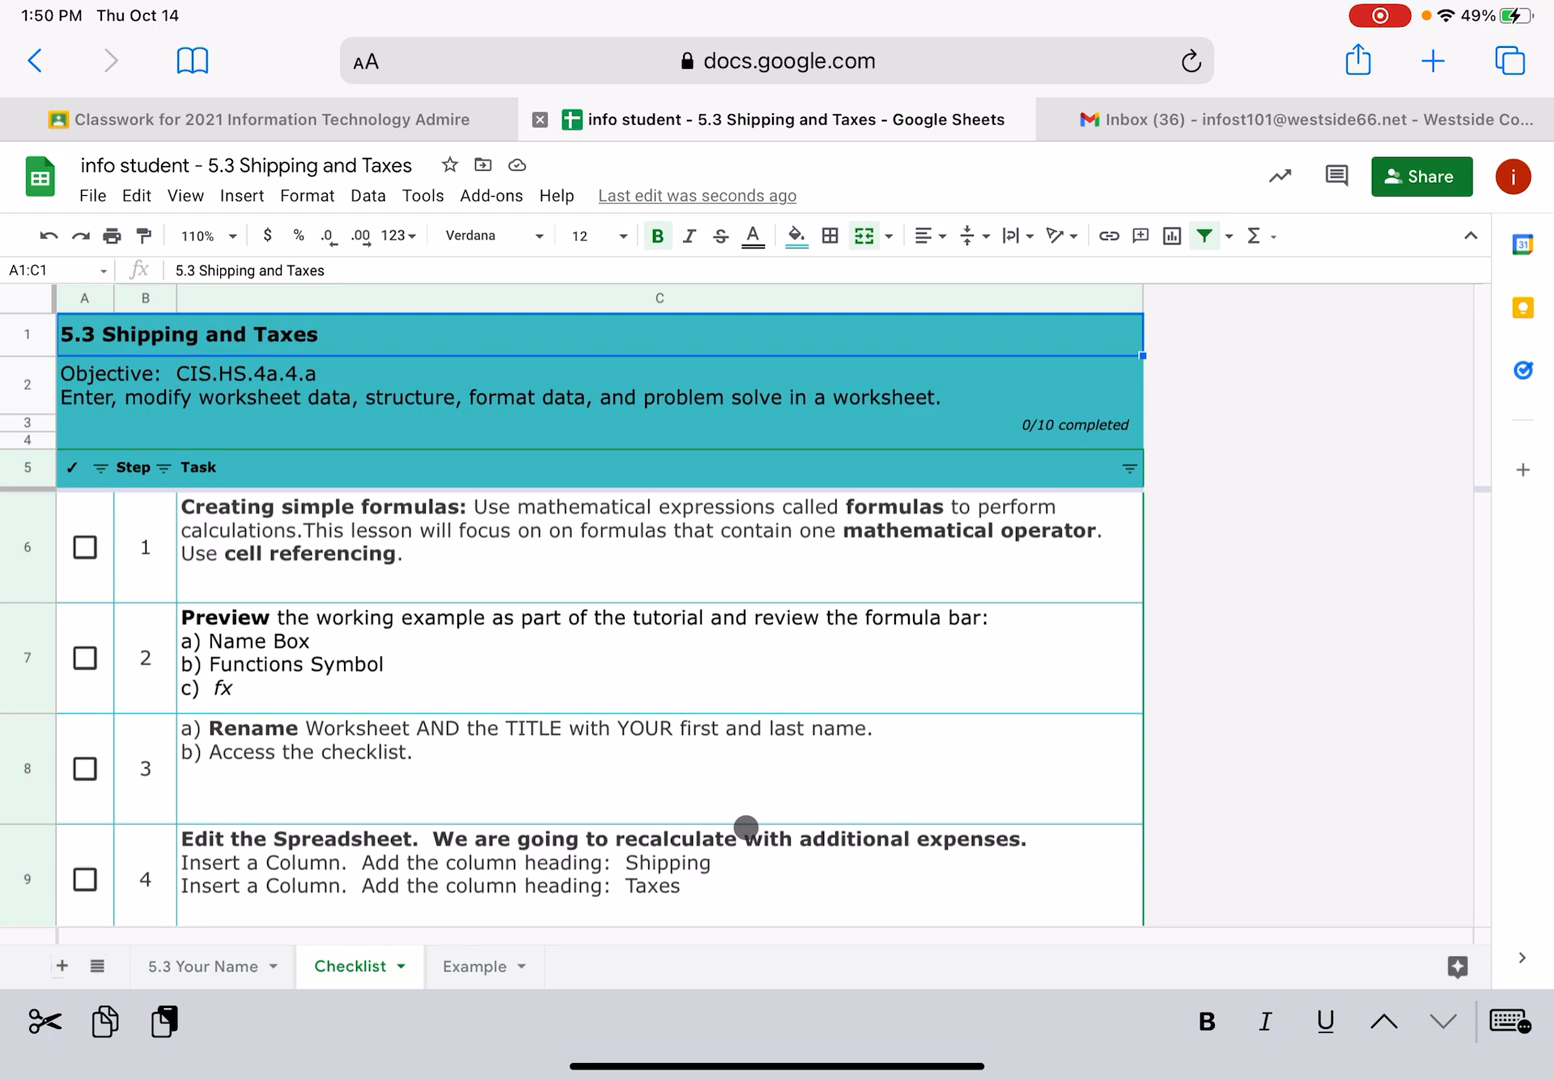 1:50 PM Thu Oct 14
49%
AA docs.google.com
Classwork for 2021 Information Technology Admire
info student - 5.3 Shipping and Taxes - Google Sheets
Inbox (36) - infost101@westside66.net - Westside Co...
info student - 5.3 Shipping and Taxes
Share
i
File Edit View Insert Format Data Tools Add-ons Help Last edit was seconds ago
110% $ % .0 .00 123 Verdana 12 B I S A Σ
31
A1:C1 fx 5.3 Shipping and Taxes
A B C
1 5.3 Shipping and Taxes
2 Objective: CIS.HS.4a.4.a
Enter, modify worksheet data, structure, format data, and problem solve in a worksheet.
3 0/10 completed
4
5 ✓ Step Task
6 1 Creating simple formulas: Use mathematical expressions called formulas to perform
calculations.This lesson will focus on on formulas that contain one mathematical operator.
Use cell referencing.
7 2 Preview the working example as part of the tutorial and review the formula bar:
a) Name Box
b) Functions Symbol
c) fx
8 3 a) Rename Worksheet AND the TITLE with YOUR first and last name.
b) Access the checklist.
9 4 Edit the Spreadsheet. We are going to recalculate with additional expenses.
Insert a Column. Add the column heading: Shipping
Insert a Column. Add the column heading: Taxes
5.3 Your Name Checklist Example
B I U